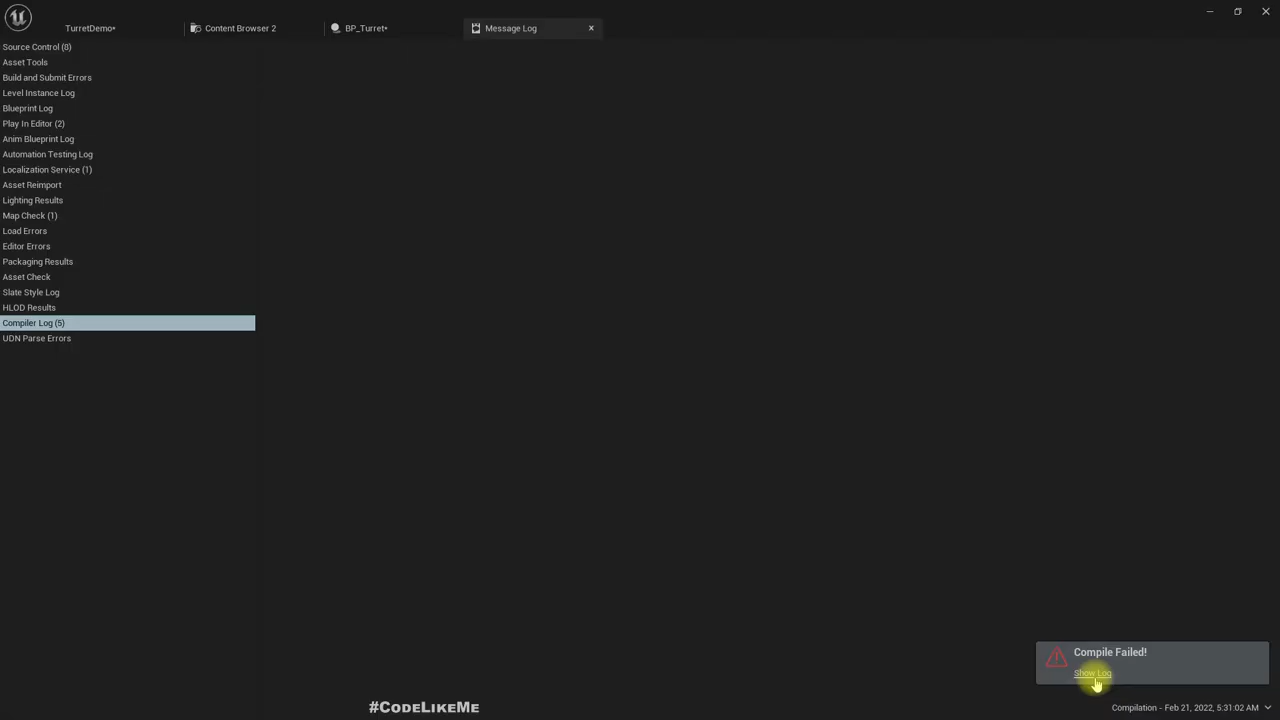 TurretDemo*
Content Browser 2
BP_Turret*
Message Log
Source Control (8)
Asset Tools
Build and Submit Errors
Level Instance Log
Blueprint Log
Play In Editor (2)
Anim Blueprint Log
Automation Testing Log
Localization Service (1)
Asset Reimport
Lighting Results
Map Check (1)
Load Errors
Editor Errors
Packaging Results
Asset Check
Slate Style Log
HLOD Results
Compiler Log (5)
UDN Parse Errors
Compile Failed!
Show Log
#CodeLikeMe
Compilation - Feb 21, 2022, 5:31:02 AM